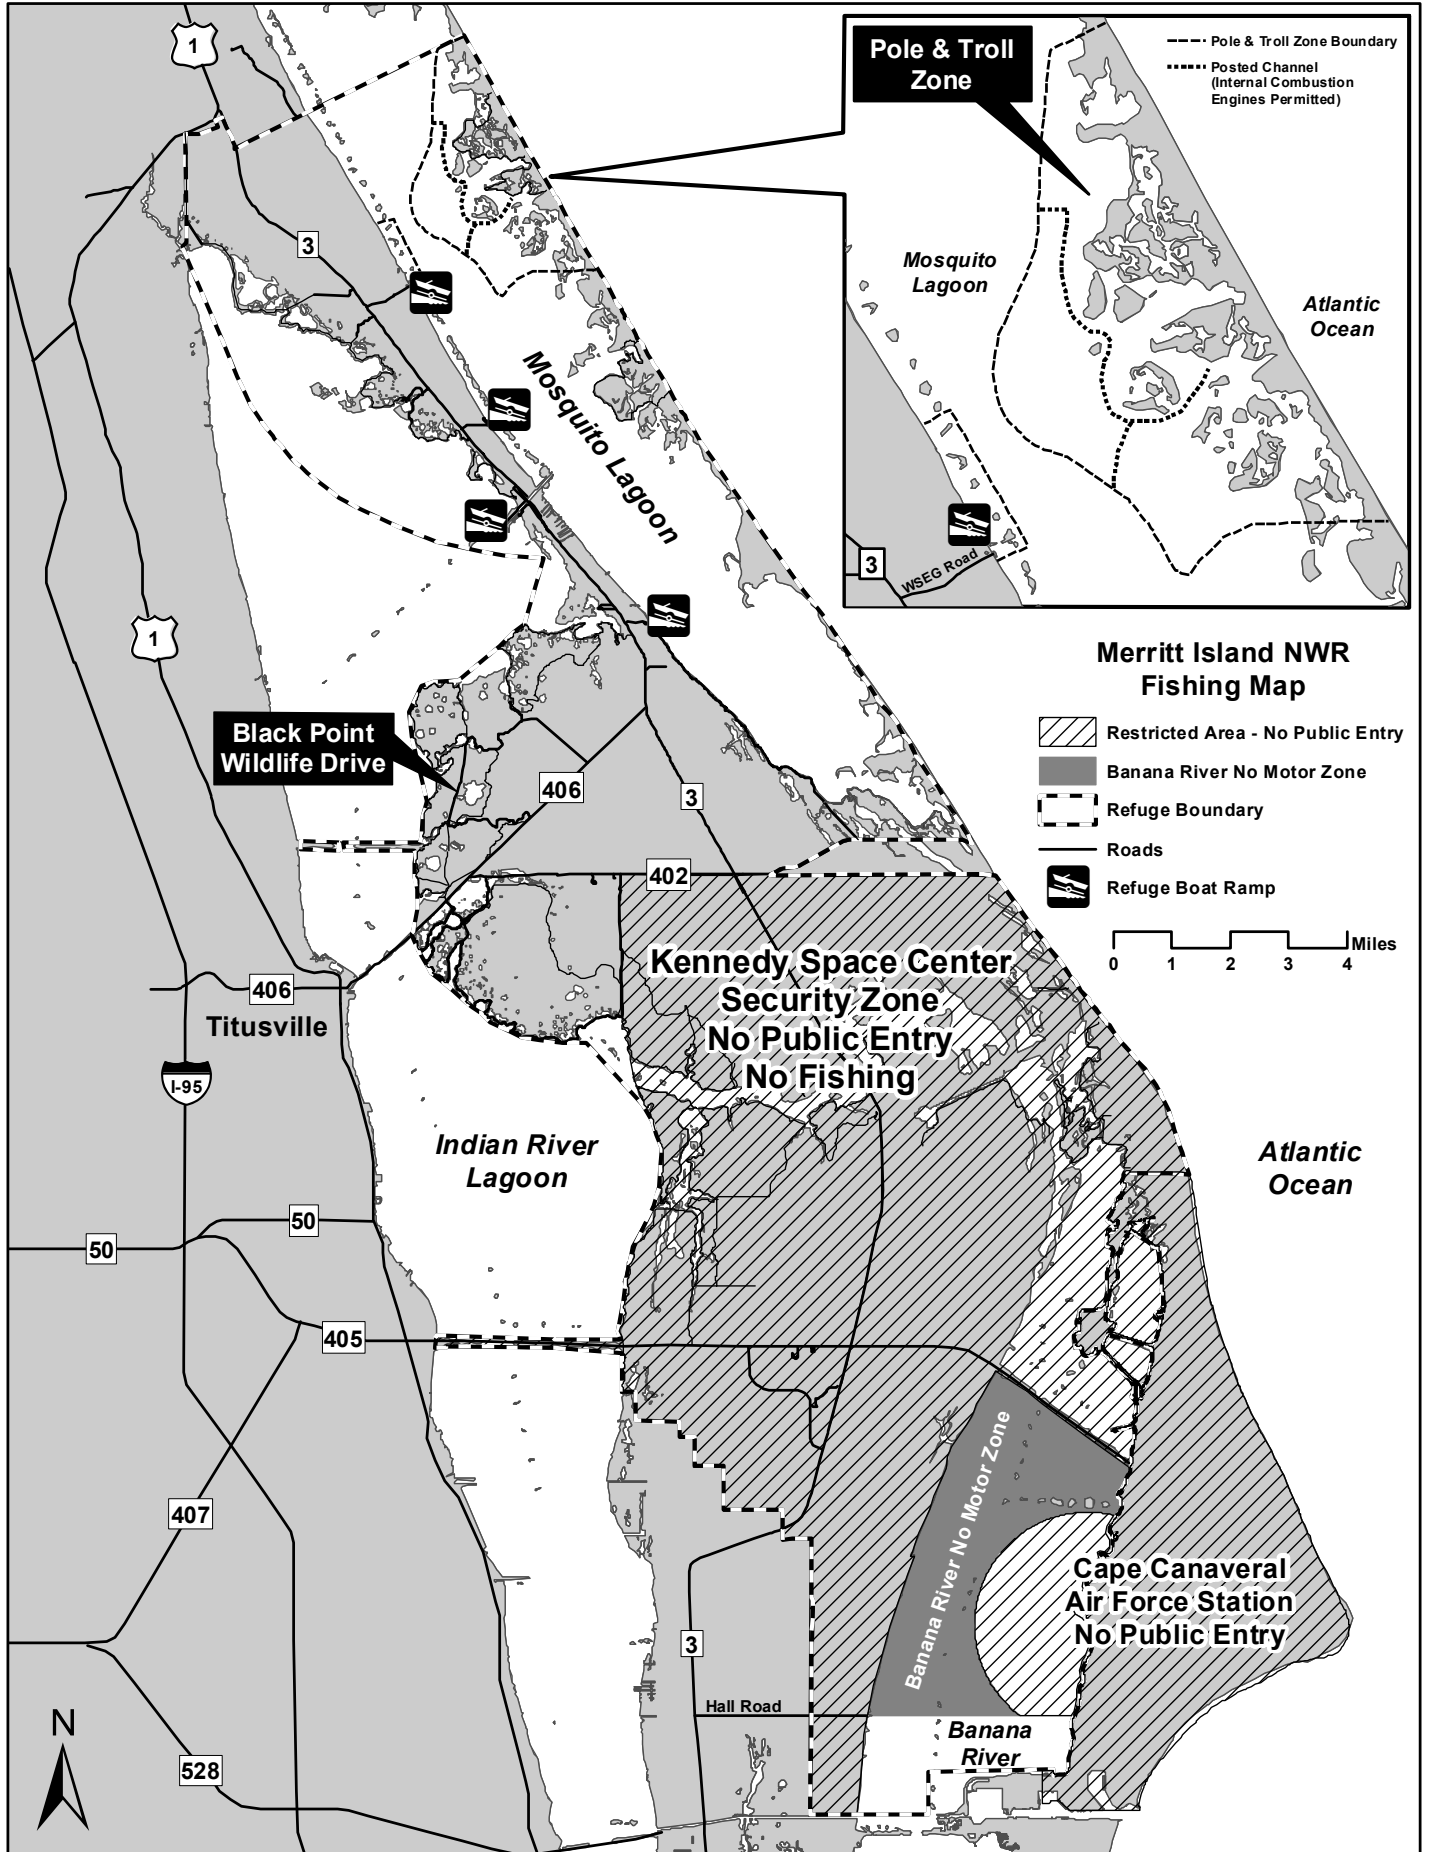 1
Pole & Troll
Zone
Pole & Troll Zone Boundary
Posted Channel
(Internal Combustion
Engines Permitted)
3
Mosquito
Lagoon
Atlantic
Ocean
WSEG Road
3
Mosquito Lagoon
1
Merritt Island NWR
Fishing Map
Restricted Area - No Public Entry
Banana River No Motor Zone
Refuge Boundary
Roads
Refuge Boat Ramp
Miles
0 1 2 3 4
Black Point
Wildlife Drive
406
3
402
Kennedy Space Center
Security Zone
No Public Entry
No Fishing
406
Titusville
I-95
Indian River
Lagoon
Atlantic
Ocean
50
50
405
Banana River No Motor Zone
407
Cape Canaveral
Air Force Station
No Public Entry
3
Hall Road
N
Banana
River
528